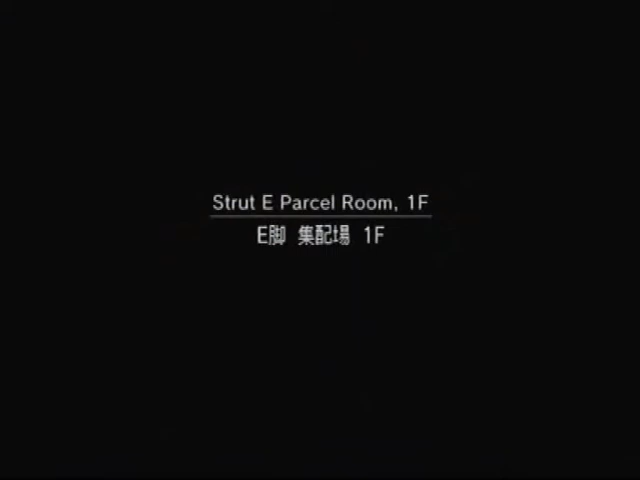 Strut E Parcel Room, 1F
E脚 集配場 1F